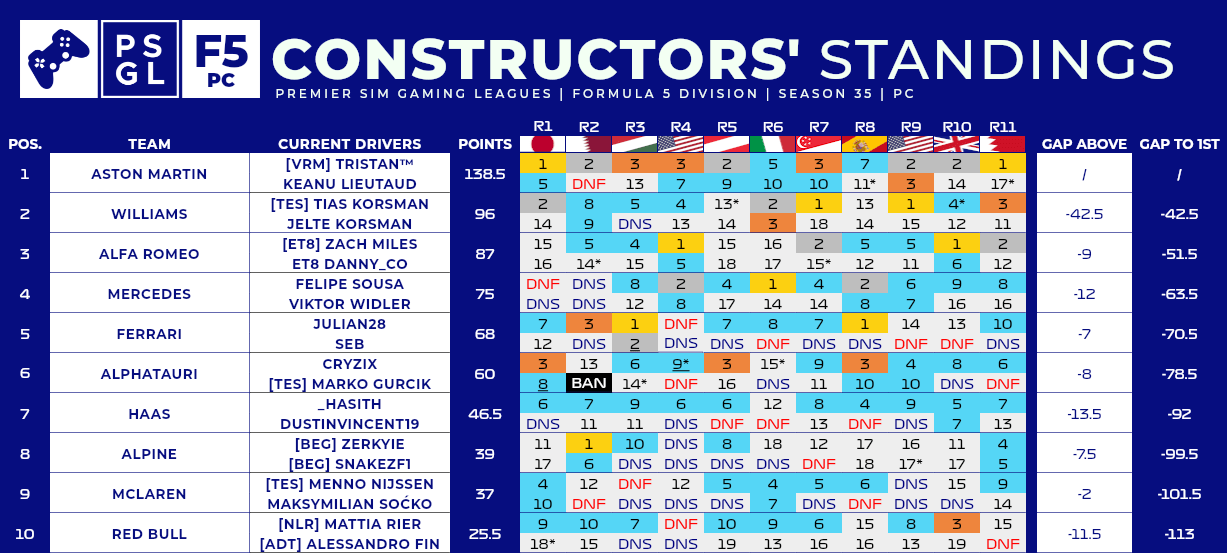 PS
GL
F5
PC
CONSTRUCTORS' STANDINGS
PREMIER SIM GAMING LEAGUES | FORMULA 5 DIVISION | SEASON 35 | PC
POS. TEAM CURRENT DRIVERS POINTS R1 R2 R3 R4 R5 R6 R7 R8 R9 R10 R11 GAP ABOVE GAP TO 1ST
[VRM] TRISTAN™ 1 2 3 3 2 5 3 7 2 2 1
1 ASTON MARTIN 138.5 / /
KEANU LIEUTAUD 5 DNF 13 7 9 10 10 11* 3 14 17*
[TES] TIAS KORSMAN 2 8 5 4 13* 2 1 13 1 4* 3
2 WILLIAMS 96 -42.5 -42.5
JELTE KORSMAN 14 9 DNS 13 14 3 18 14 15 12 11
[ET8] ZACH MILES 15 5 4 1 15 16 2 5 5 1 2
3 ALFA ROMEO 87 -9 -51.5
ET8 DANNY_CO 16 14* 15 5 18 17 15* 12 11 6 12
FELIPE SOUSA DNF DNS 8 2 4 1 4 2 6 9 8
4 MERCEDES 75 -12 -63.5
VIKTOR WIDLER DNS DNS 12 8 17 14 14 8 7 16 16
JULIAN28 7 3 1 DNF 7 8 7 1 14 13 10
5 FERRARI 68 -7 -70.5
SEB 12 DNS 2 DNS DNS DNF DNS DNS DNF DNF DNS
CRYZIX 3 13 6 9* 3 15* 9 3 4 8 6
6 ALPHATAURI 60 -8 -78.5
[TES] MARKO GURCIK 8 BAN 14* DNF 16 DNS 11 10 10 DNS DNF
_HASITH 6 7 9 6 6 12 8 4 9 5 7
7 HAAS 46.5 -13.5 -92
DUSTINVINCENT19 DNS 11 11 DNS DNF DNF 13 DNF DNS 7 13
[BEG] ZERKYIE 11 1 10 DNS 8 18 12 17 16 11 4
8 ALPINE 39 -7.5 -99.5
[BEG] SNAKEZF1 17 6 DNS DNS DNS DNS DNF 18 17* 17 5
[TES] MENNO NIJSSEN 4 12 DNF 12 5 4 5 6 DNS 15 9
9 MCLAREN 37 -2 -101.5
MAKSYMILIAN SOĆKO 10 DNF DNS DNS DNS 7 DNS DNF DNS DNS 14
[NLR] MATTIA RIER 9 10 7 DNF 10 9 6 15 8 3 15
10 RED BULL 25.5 -11.5 -113
[ADT] ALESSANDRO FIN 18* 15 DNS DNS 19 13 16 16 13 19 DNF